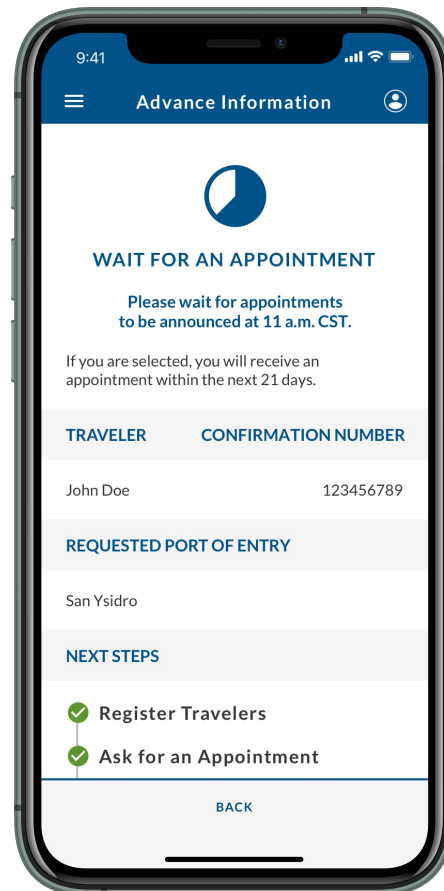 9:41
Advance Information
WAIT FOR AN APPOINTMENT
Please wait for appointments
to be announced at 11 a.m. CST.
If you are selected, you will receive an
appointment within the next 21 days.
TRAVELER CONFIRMATION NUMBER
John Doe 123456789
REQUESTED PORT OF ENTRY
San Ysidro
NEXT STEPS
Register Travelers
Ask for an Appointment
BACK